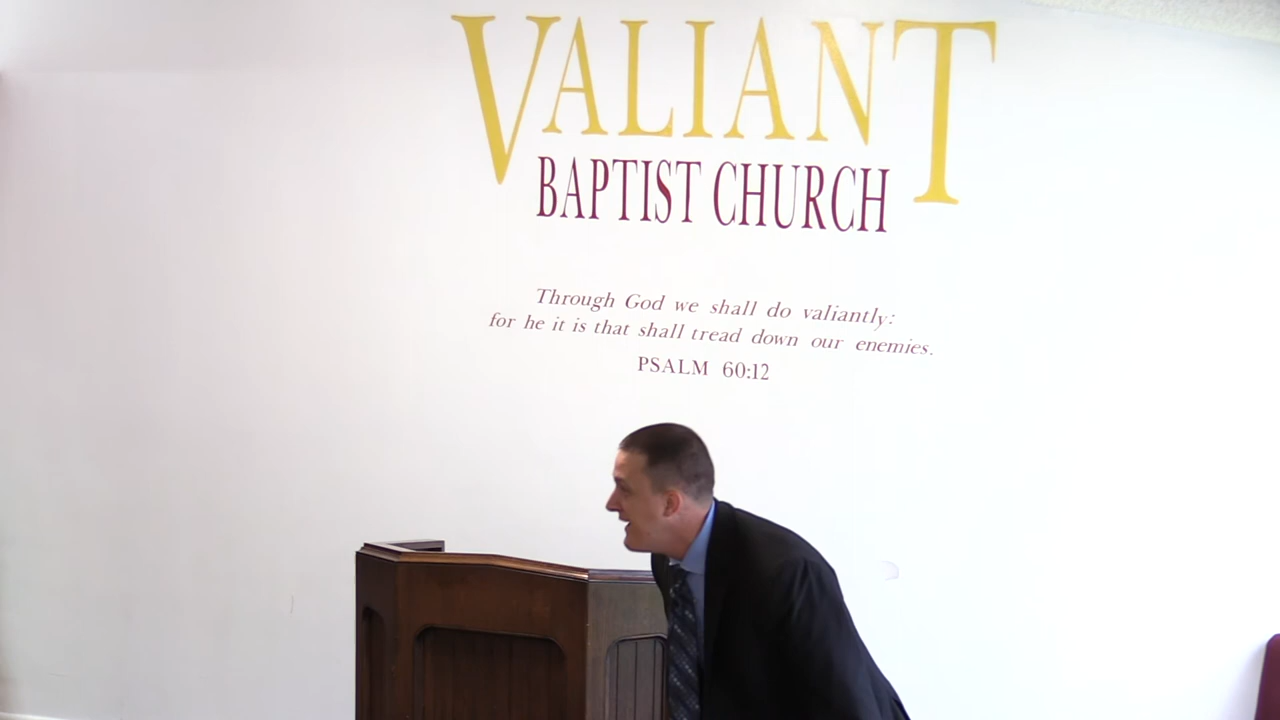 VALIANT
BAPTIST CHURCH
Through God we shall do valiantly:
for he it is that shall tread down our enemies.
PSALM 60:12